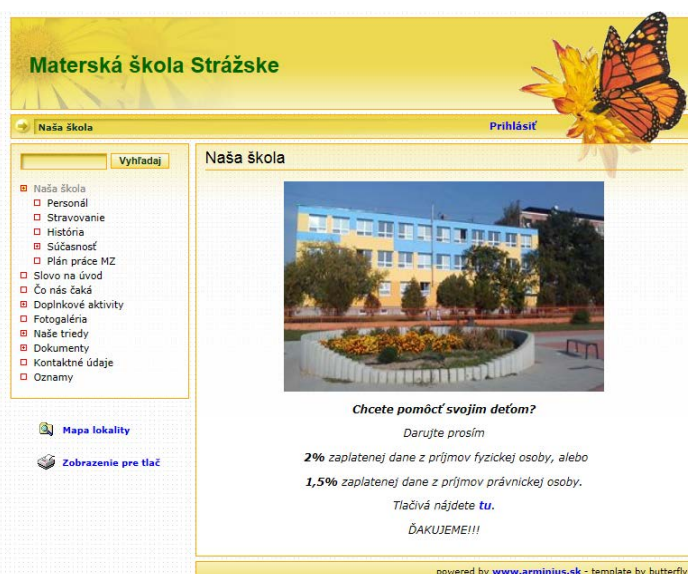 Materská škola Strážske
Naša škola
Prihlásiť
Vyhľadaj
Naša škola
Personál
Stravovanie
História
Súčasnosť
Plán práce MZ
Slovo na úvod
Čo nás čaká
Doplnkové aktivity
Fotogaléria
Naše triedy
Dokumenty
Kontaktné údaje
Oznamy
Mapa lokality
Zobrazenie pre tlač
Naša škola
Chcete pomôcť svojim deťom?
Darujte prosím
2% zaplatenej dane z príjmov fyzickej osoby, alebo
1,5% zaplatenej dane z príjmov právnickej osoby.
Tlačivá nájdete tu.
ĎAKUJEME!!!
powered by www.arminius.sk - template by butterfly